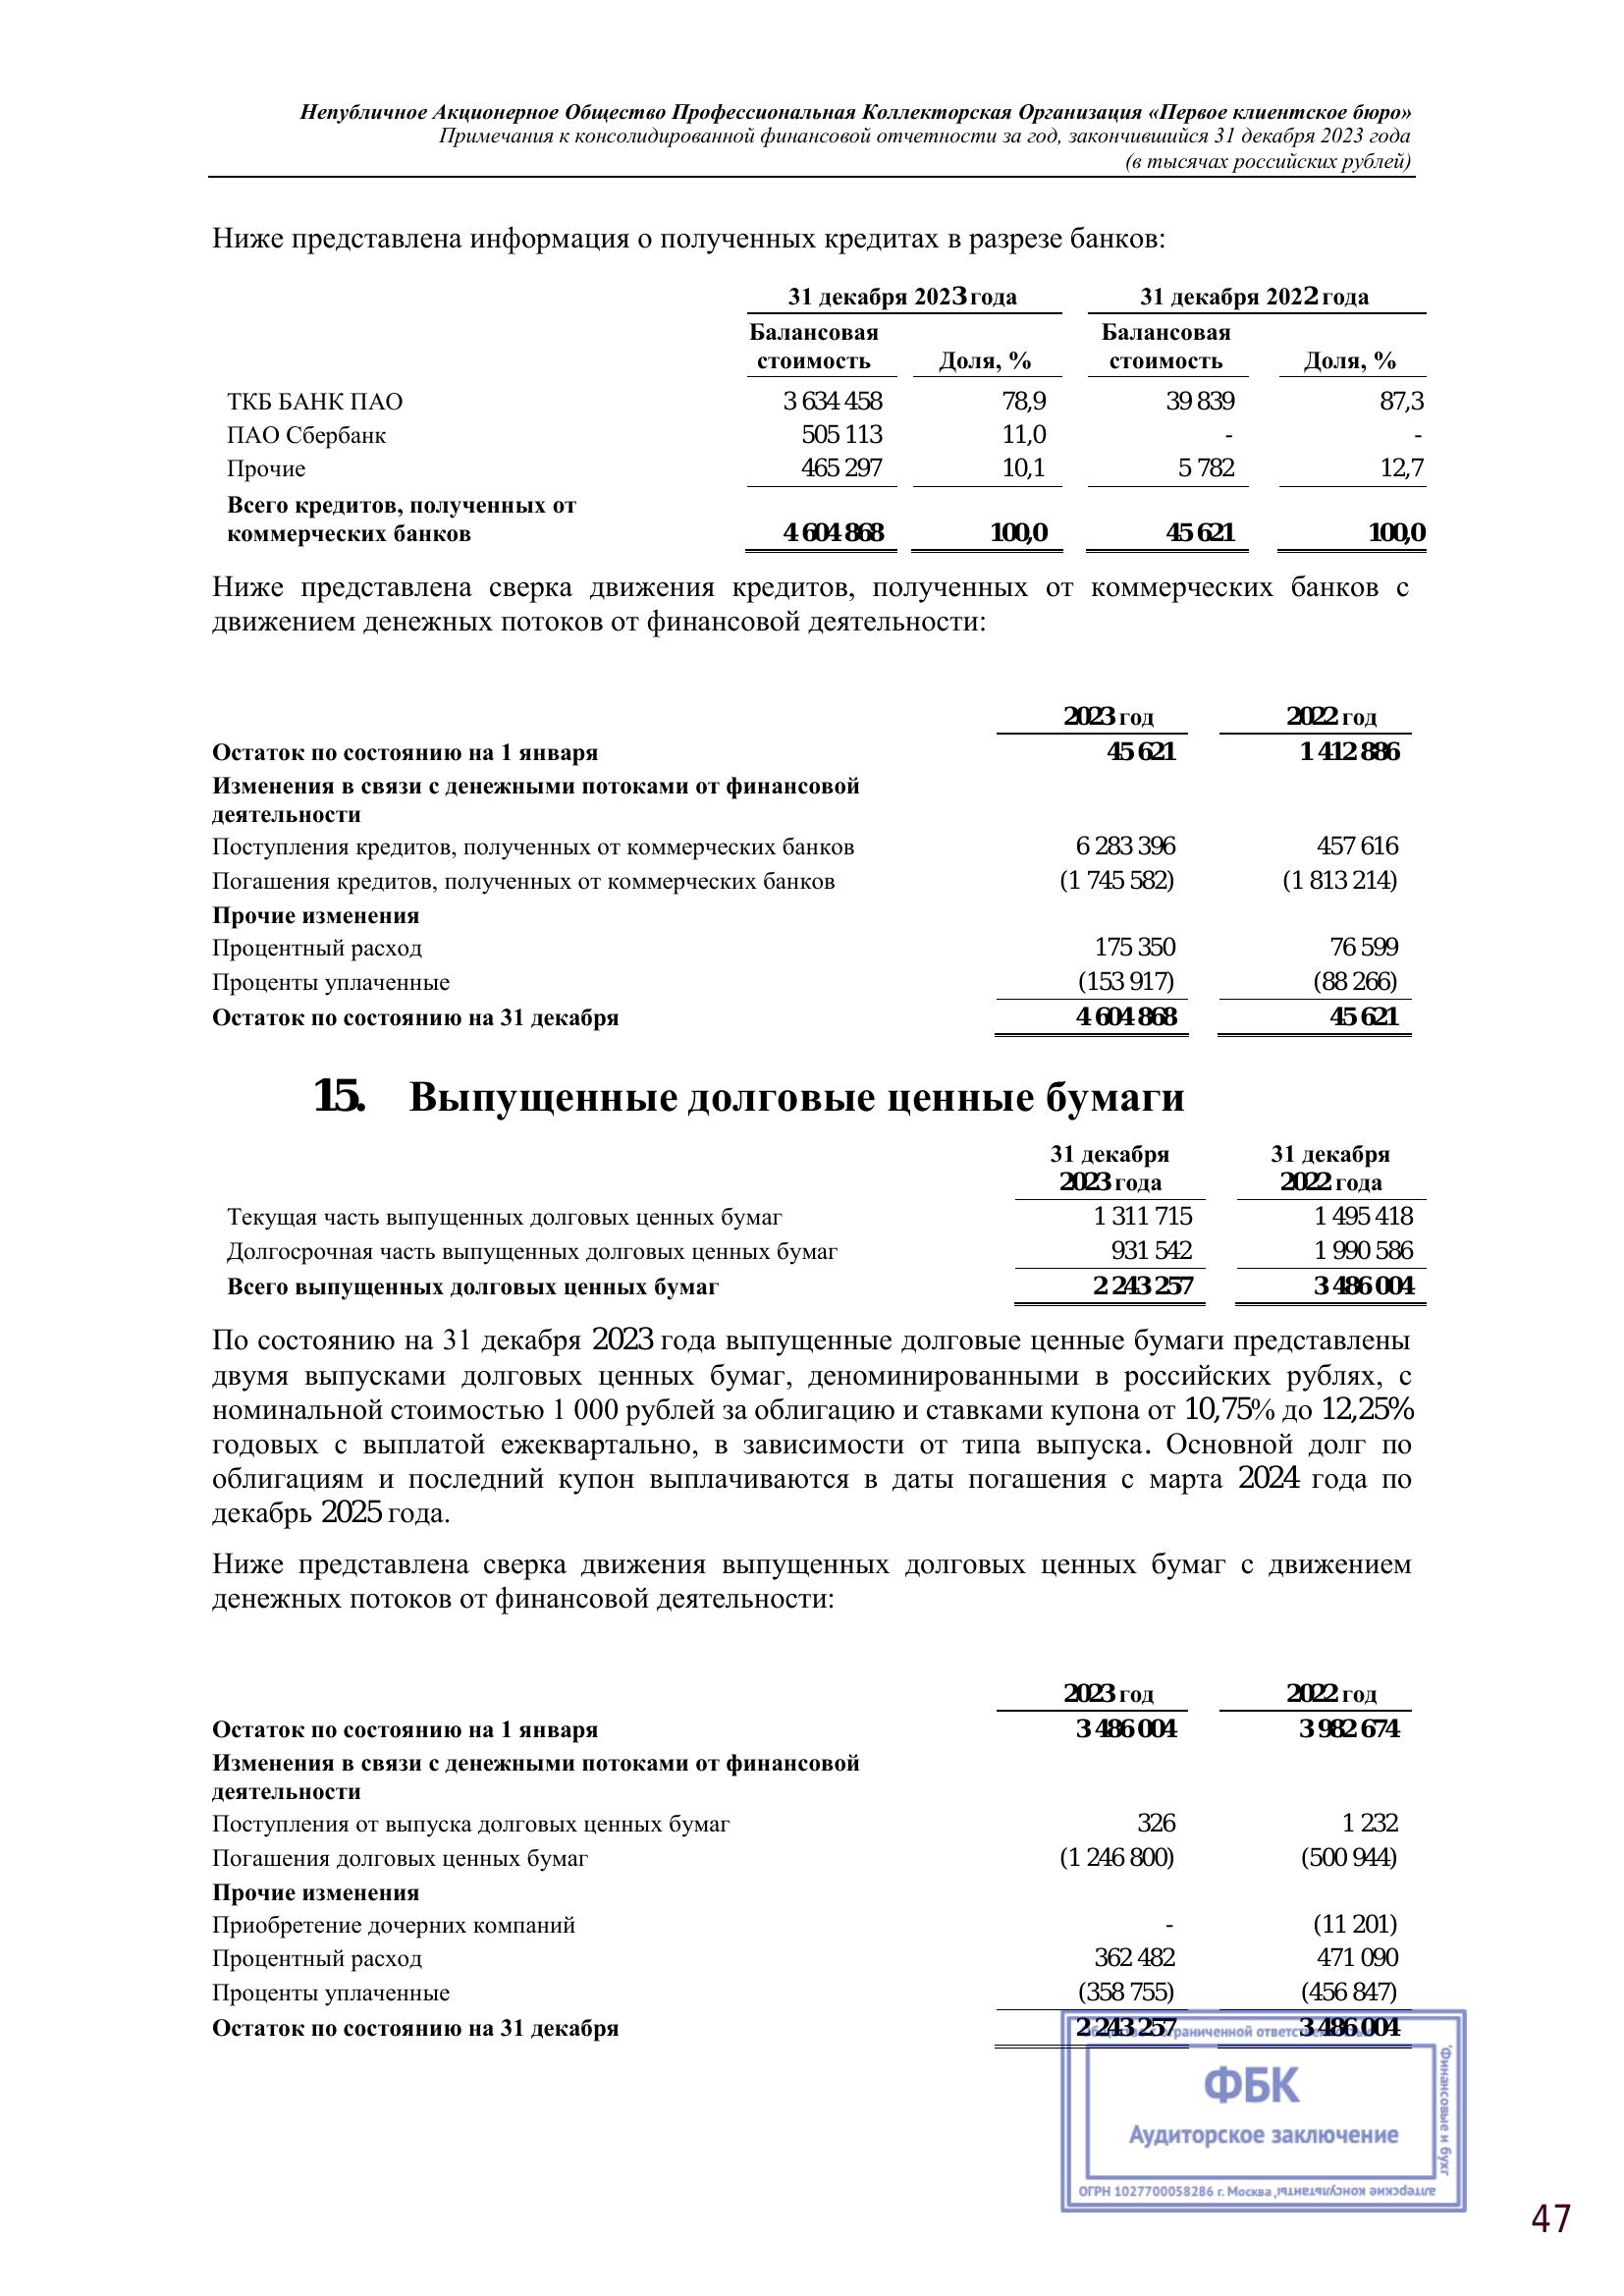 Непубличное Акционерное Общество Профессиональная Коллекторская Организация «Первое клиентское бюро»
Примечания к консолидированной финансовой отчетности за год, закончившийся 31 декабря 2023 года
(в тысячах российских рублей)
Ниже представлена информация о полученных кредитах в разрезе банков:
31 декабря 2023 года 31 декабря 2022 года
Балансовая стоимость Доля, % Балансовая стоимость Доля, %
ТКБ БАНК ПАО 3 634 458 78,9 39 839 87,3
ПАО Сбербанк 505 113 11,0 - -
Прочие 465 297 10,1 5 782 12,7
Всего кредитов, полученных от
коммерческих банков 4 604 868 100,0 45 621 100,0
Ниже представлена сверка движения кредитов, полученных от коммерческих банков с
движением денежных потоков от финансовой деятельности:
2023 год 2022 год
Остаток по состоянию на 1 января 45 621 1 412 886
Изменения в связи с денежными потоками от финансовой
деятельности
Поступления кредитов, полученных от коммерческих банков 6 283 396 457 616
Погашения кредитов, полученных от коммерческих банков (1 745 582) (1 813 214)
Прочие изменения
Процентный расход 175 350 76 599
Проценты уплаченные (153 917) (88 266)
Остаток по состоянию на 31 декабря 4 604 868 45 621
15. Выпущенные долговые ценные бумаги
31 декабря 31 декабря
2023 года 2022 года
Текущая часть выпущенных долговых ценных бумаг 1 311 715 1 495 418
Долгосрочная часть выпущенных долговых ценных бумаг 931 542 1 990 586
Всего выпущенных долговых ценных бумаг 2 243 257 3 486 004
По состоянию на 31 декабря 2023 года выпущенные долговые ценные бумаги представлены
двумя выпусками долговых ценных бумаг, деноминированными в российских рублях, с
номинальной стоимостью 1 000 рублей за облигацию и ставками купона от 10,75% до 12,25%
годовых с выплатой ежеквартально, в зависимости от типа выпуска. Основной долг по
облигациям и последний купон выплачиваются в даты погашения с марта 2024 года по
декабрь 2025 года.
Ниже представлена сверка движения выпущенных долговых ценных бумаг с движением
денежных потоков от финансовой деятельности:
2023 год 2022 год
Остаток по состоянию на 1 января 3 486 004 3 982 674
Изменения в связи с денежными потоками от финансовой
деятельности
Поступления от выпуска долговых ценных бумаг 326 1 232
Погашения долговых ценных бумаг (1 246 800) (500 944)
Прочие изменения
Приобретение дочерних компаний - (11 201)
Процентный расход 362 482 471 090
Проценты уплаченные (358 755) (456 847)
Остаток по состоянию на 31 декабря 2 243 257 3 486 004
ограниченной
"Финансовые и бухг
ФБК
Аудиторское заключение
алтерские консультанты"
ОГРН 1027700058286 г. Москва
47